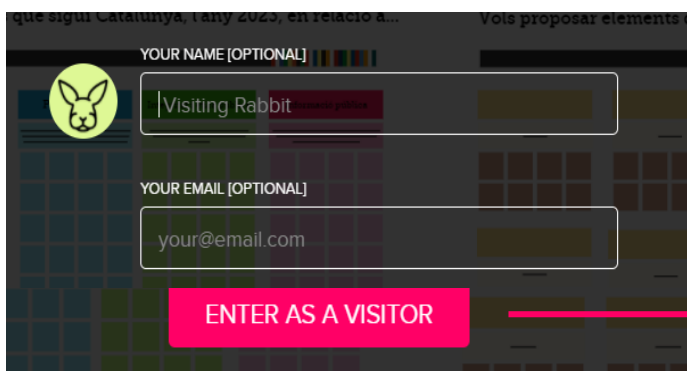 que sigui Catalunya, l'any 2023, en relació a...
Vols proposar elements
YOUR NAME [OPTIONAL]
Visiting Rabbit
YOUR EMAIL [OPTIONAL]
your@email.com
ENTER AS A VISITOR